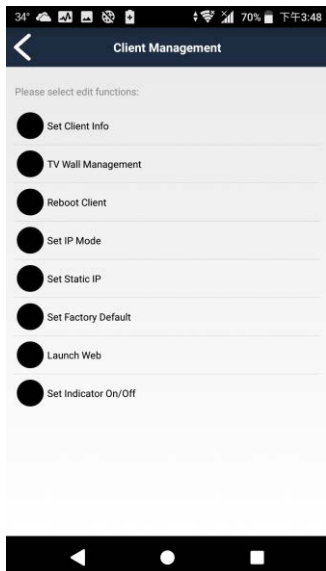 34° 70% 下午3:48
Client Management
Please select edit functions:
Set Client Info
TV Wall Management
Reboot Client
Set IP Mode
Set Static IP
Set Factory Default
Launch Web
Set Indicator On/Off